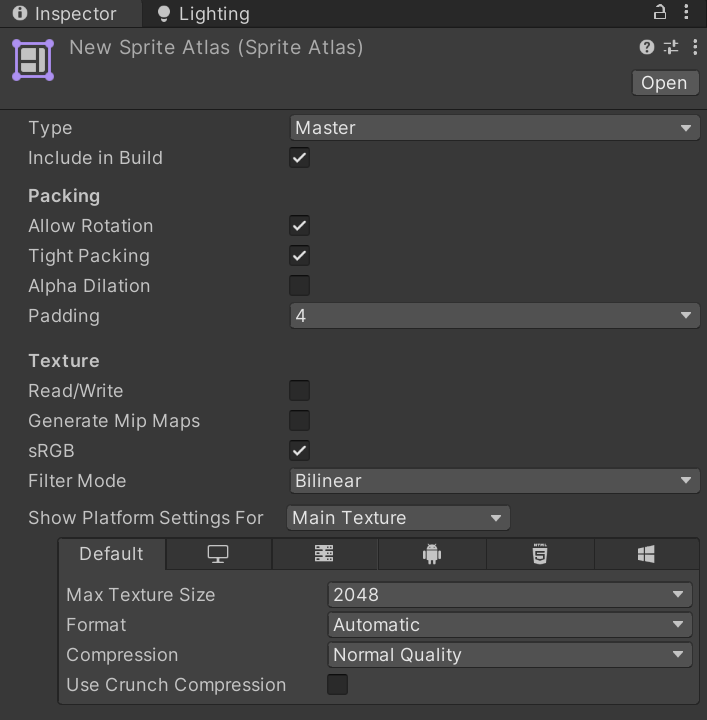 Inspector Lighting
New Sprite Atlas (Sprite Atlas)
Open
Type Master
Include in Build
Packing
Allow Rotation
Tight Packing
Alpha Dilation
Padding 4
Texture
Read/Write
Generate Mip Maps
sRGB
Filter Mode Bilinear
Show Platform Settings For Main Texture
Default HTML 5
Max Texture Size 2048
Format Automatic
Compression Normal Quality
Use Crunch Compression